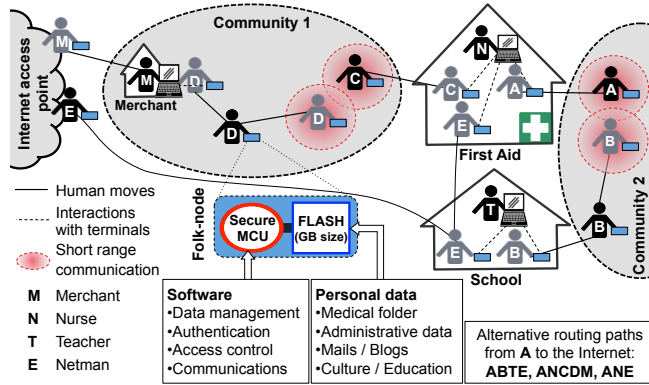 Community 1
Internet access
point
M
E
M
D
Merchant
D
D
C
N
C
A
E
First Aid
A
B
B
Community 2
T
E
B
School
Human moves
Interactions
with terminals
Short range
communication
M Merchant
N Nurse
T Teacher
E Netman
Folk-node
Secure
MCU
FLASH
(GB size)
Software
•Data management
•Authentication
•Access control
•Communications
Personal data
•Medical folder
•Administrative data
•Mails / Blogs
•Culture / Education
Alternative routing paths
from A to the Internet:
ABTE, ANCDM, ANE